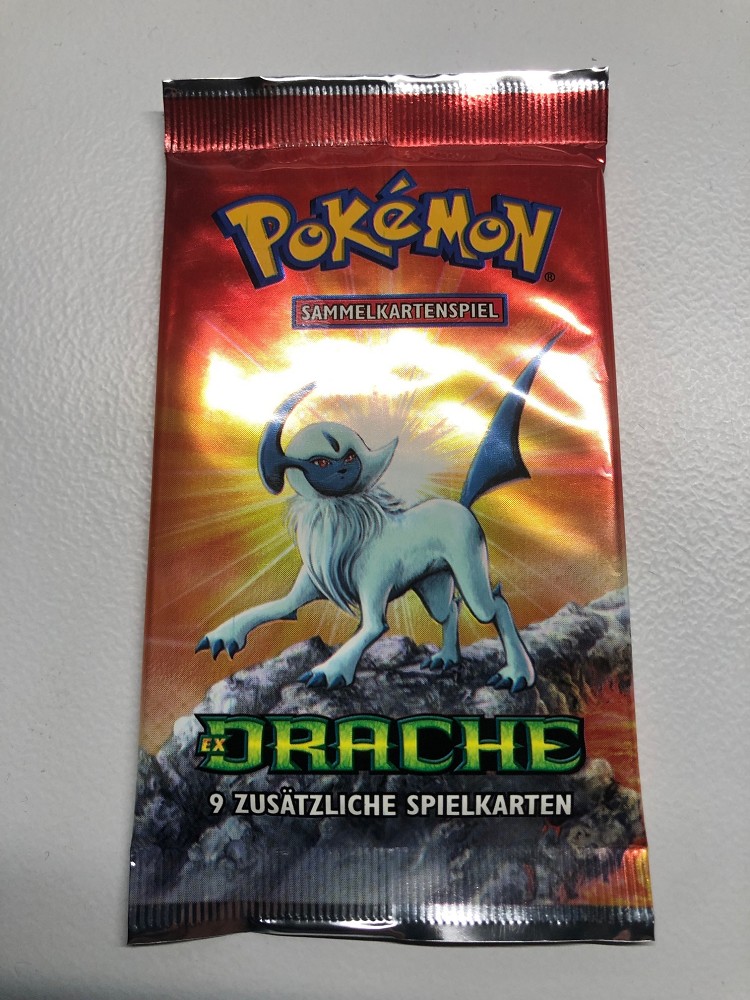 POKéMON ®
SAMMELKARTENSPIEL
EX DRACHE
9 ZUSÄTZLICHE SPIELKARTEN